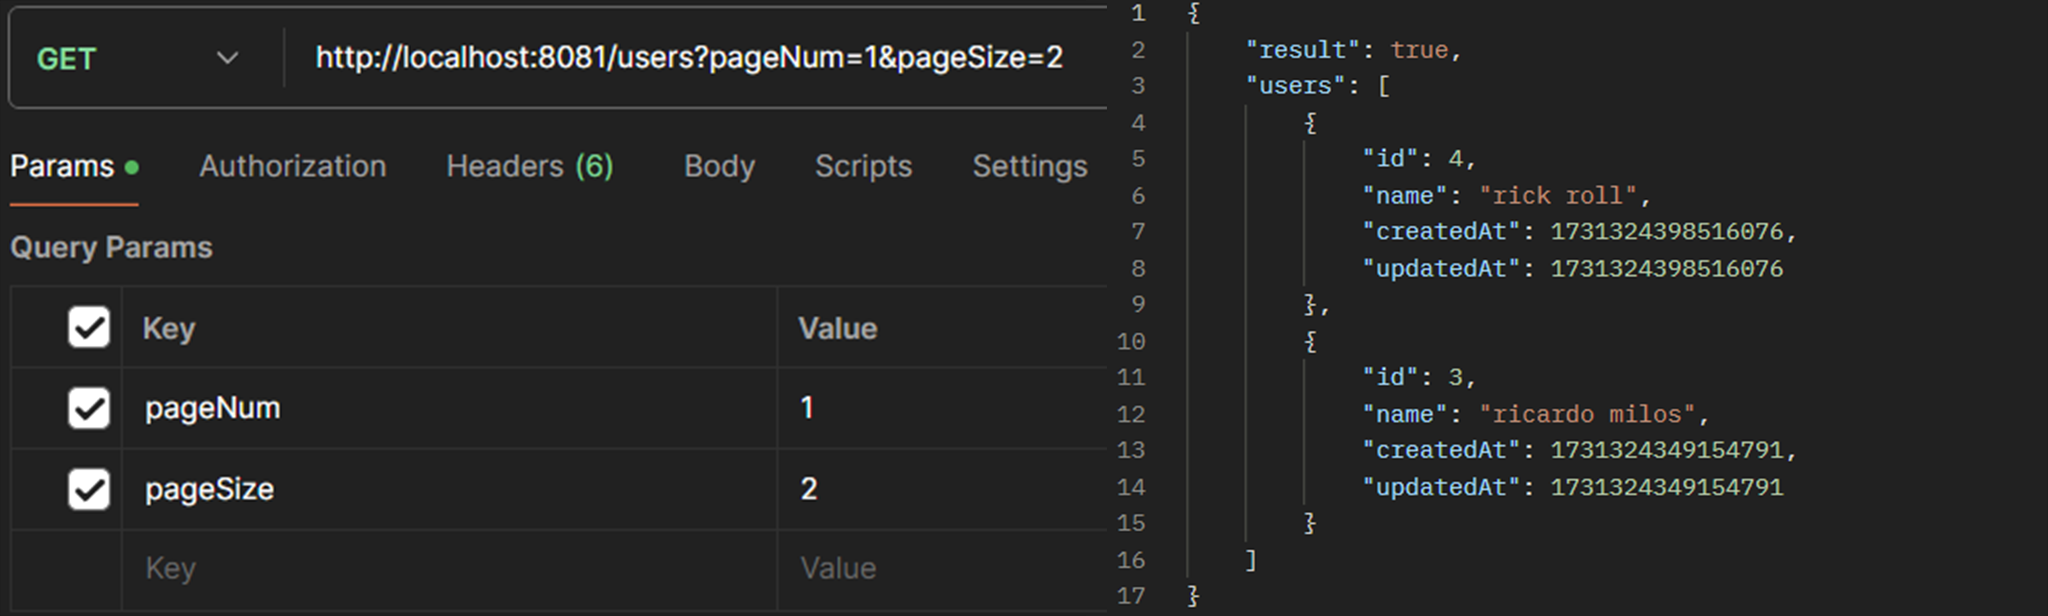 GET http://localhost:8081/users?pageNum=1&pageSize=2
Params Authorization Headers (6) Body Scripts Settings
Query Params
Key Value
pageNum 1
pageSize 2
Key Value
1 {
2 "result": true,
3 "users": [
4 {
5 "id": 4,
6 "name": "rick roll",
7 "createdAt": 1731324398516076,
8 "updatedAt": 1731324398516076
9 },
10 {
11 "id": 3,
12 "name": "ricardo milos",
13 "createdAt": 1731324349154791,
14 "updatedAt": 1731324349154791
15 }
16 ]
17 }